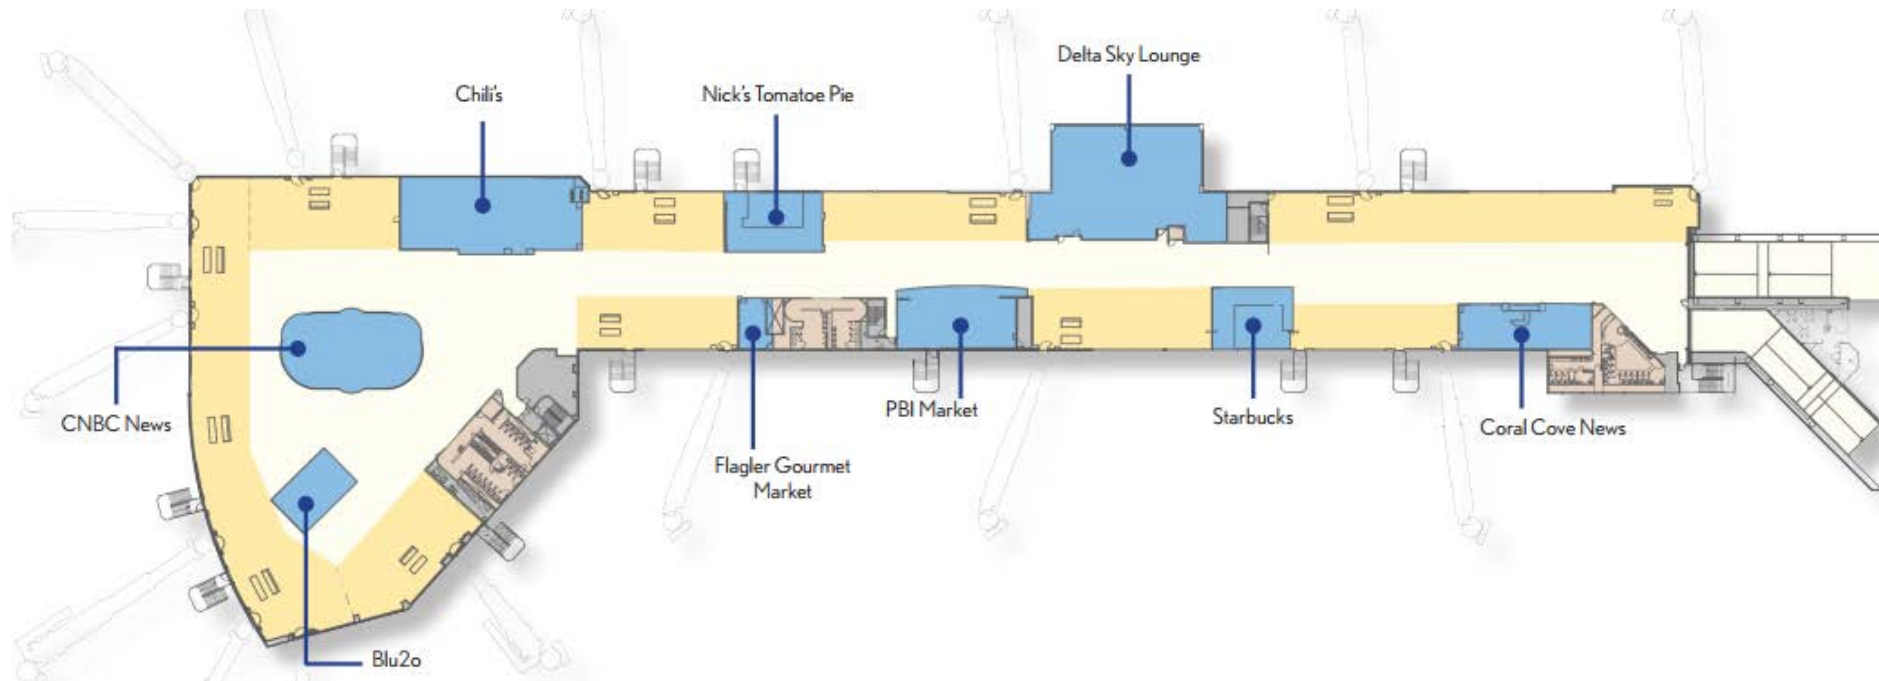 Delta Sky Lounge
Chili's
Nick's Tomatoe Pie
CNBC News
PBI Market
Starbucks
Coral Cove News
Flagler Gourmet
Market
Blu2o